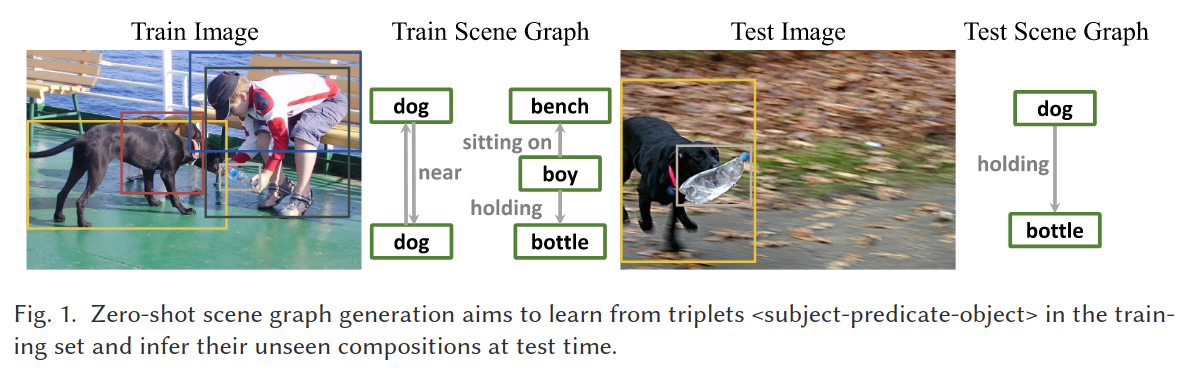 Train Image
Train Scene Graph
Test Image
Test Scene Graph
dog
bench
sitting on
near
boy
holding
dog
bottle
dog
holding
bottle
Fig. 1. Zero-shot scene graph generation aims to learn from triplets <subject-predicate-object> in the train-
ing set and infer their unseen compositions at test time.